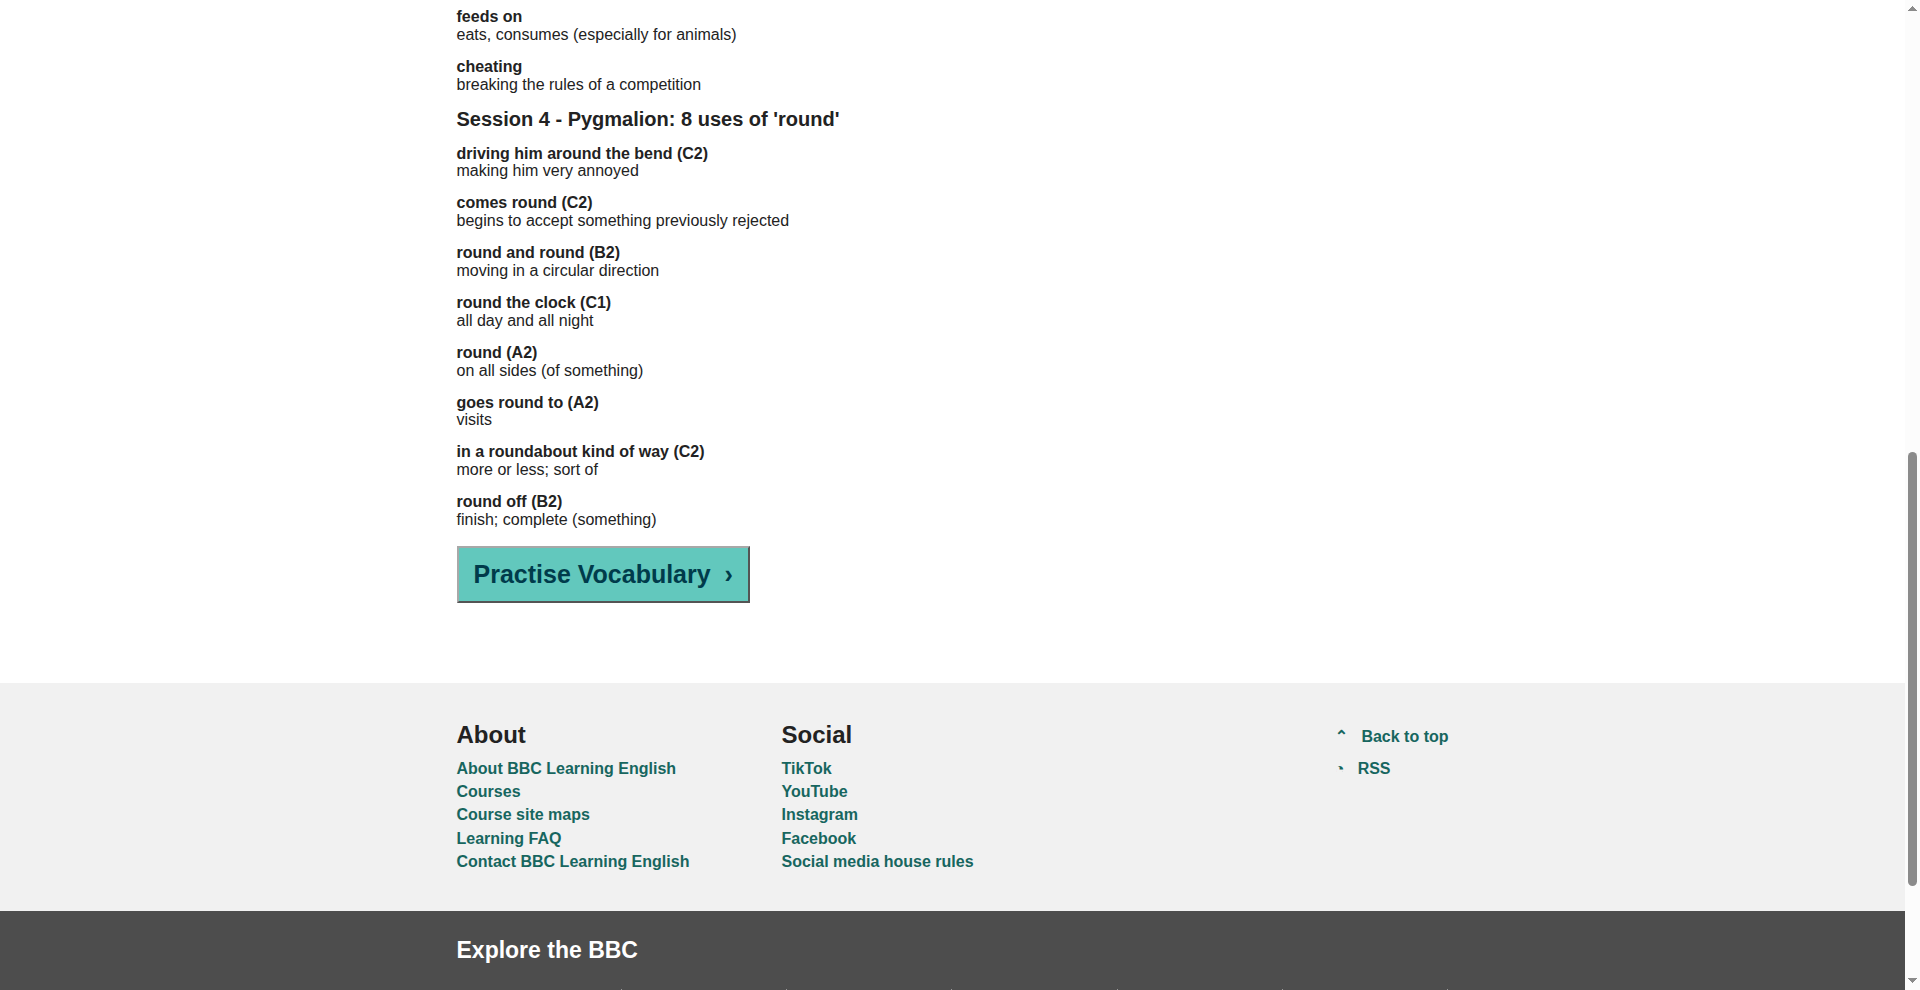 feeds on
eats, consumes (especially for animals)
cheating
breaking the rules of a competition
Session 4 - Pygmalion: 8 uses of 'round'
driving him around the bend (C2)
making him very annoyed
comes round (C2)
begins to accept something previously rejected
round and round (B2)
moving in a circular direction
round the clock (C1)
all day and all night
round (A2)
on all sides (of something)
goes round to (A2)
visits
in a roundabout kind of way (C2)
more or less; sort of
round off (B2)
finish; complete (something)
Practise Vocabulary ›
About
About BBC Learning English
Courses
Course site maps
Learning FAQ
Contact BBC Learning English
Social
TikTok
YouTube
Instagram
Facebook
Social media house rules
Back to top
RSS
Explore the BBC